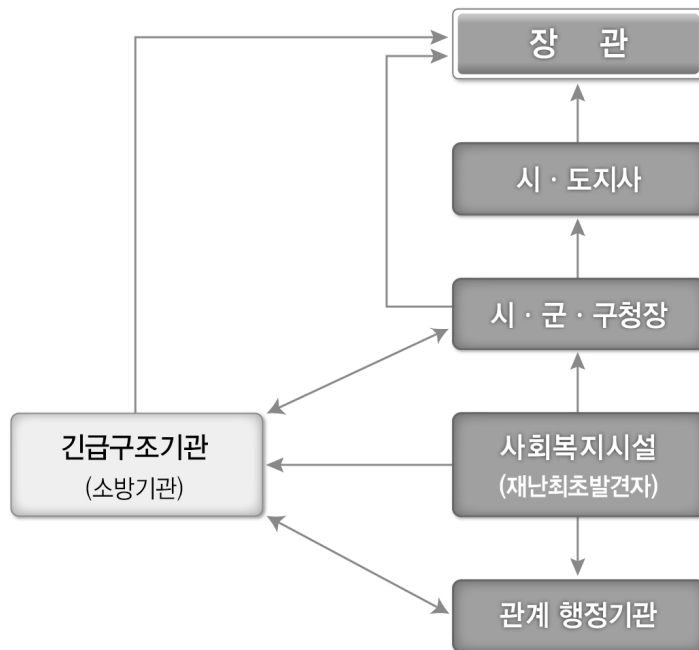 장 관
시 · 도지사
시 · 군 · 구청장
긴급구조기관
(소방기관)
사회복지시설
(재난최초발견자)
관계 행정기관